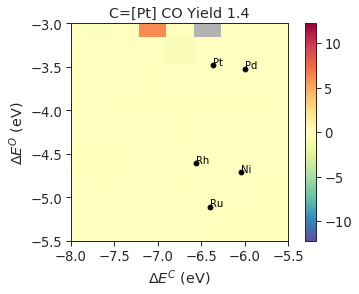 C=[Pt] CO Yield 1.4
−3.0
−3.5
−4.0
−4.5
−5.0
−5.5
ΔE^O (eV)
Pt
Pd
Rh
Ni
Ru
−8.0 −7.5 −7.0 −6.5 −6.0 −5.5
ΔE^C (eV)
10
5
0
−5
−10